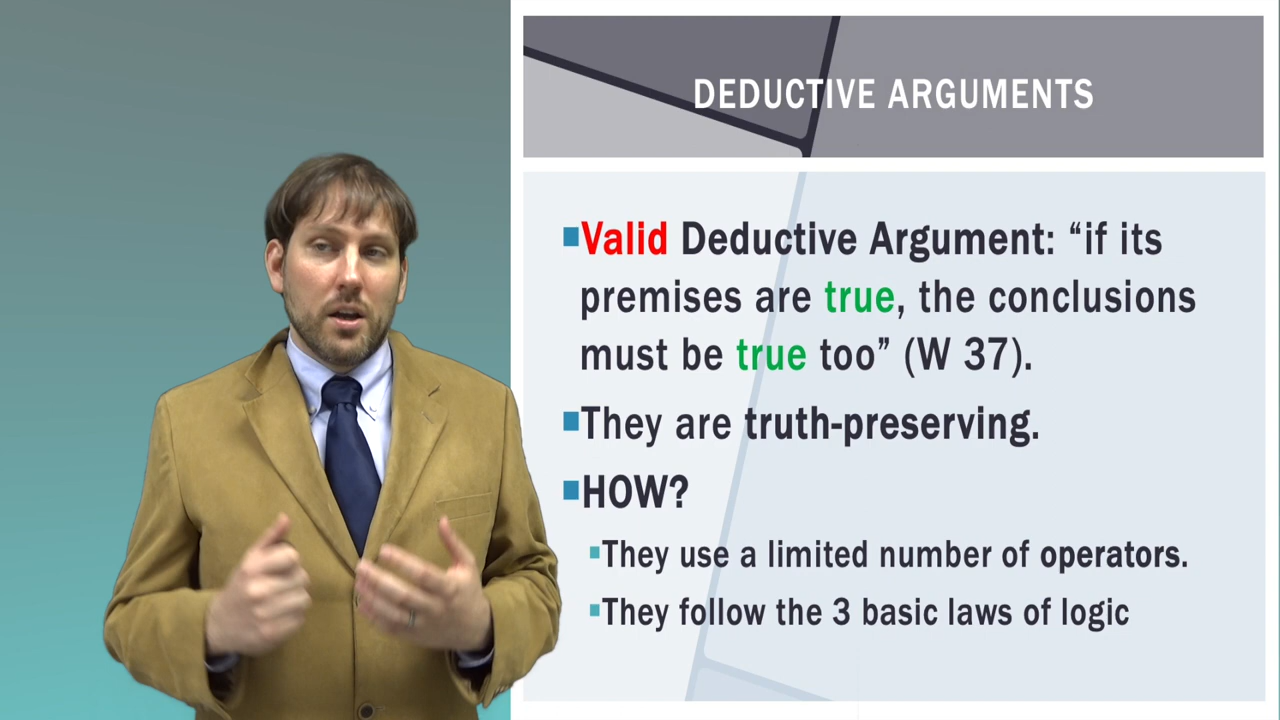 DEDUCTIVE ARGUMENTS
Valid Deductive Argument: “if its
premises are true, the conclusions
must be true too” (W 37).
They are truth-preserving.
HOW?
They use a limited number of operators.
They follow the 3 basic laws of logic